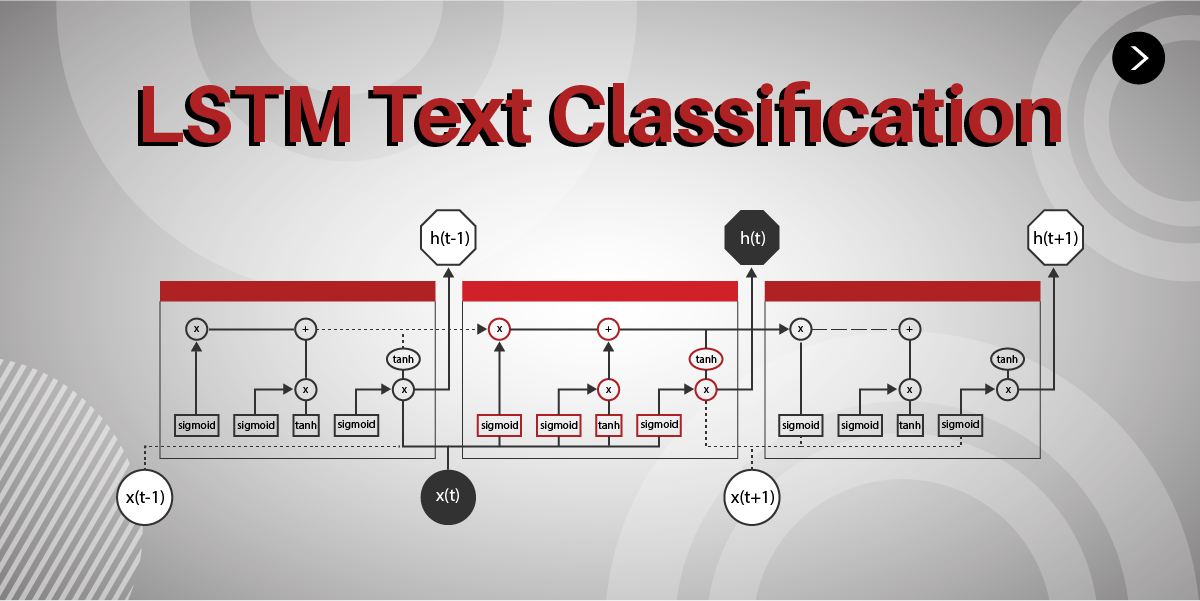 LSTM Text Classification
h(t-1)
h(t)
h(t+1)
x
+
x
+
x
+
tanh
tanh
tanh
x
x
x
x
x
x
sigmoid
sigmoid
tanh
sigmoid
sigmoid
sigmoid
tanh
sigmoid
sigmoid
sigmoid
tanh
sigmoid
x(t-1)
x(t)
x(t+1)